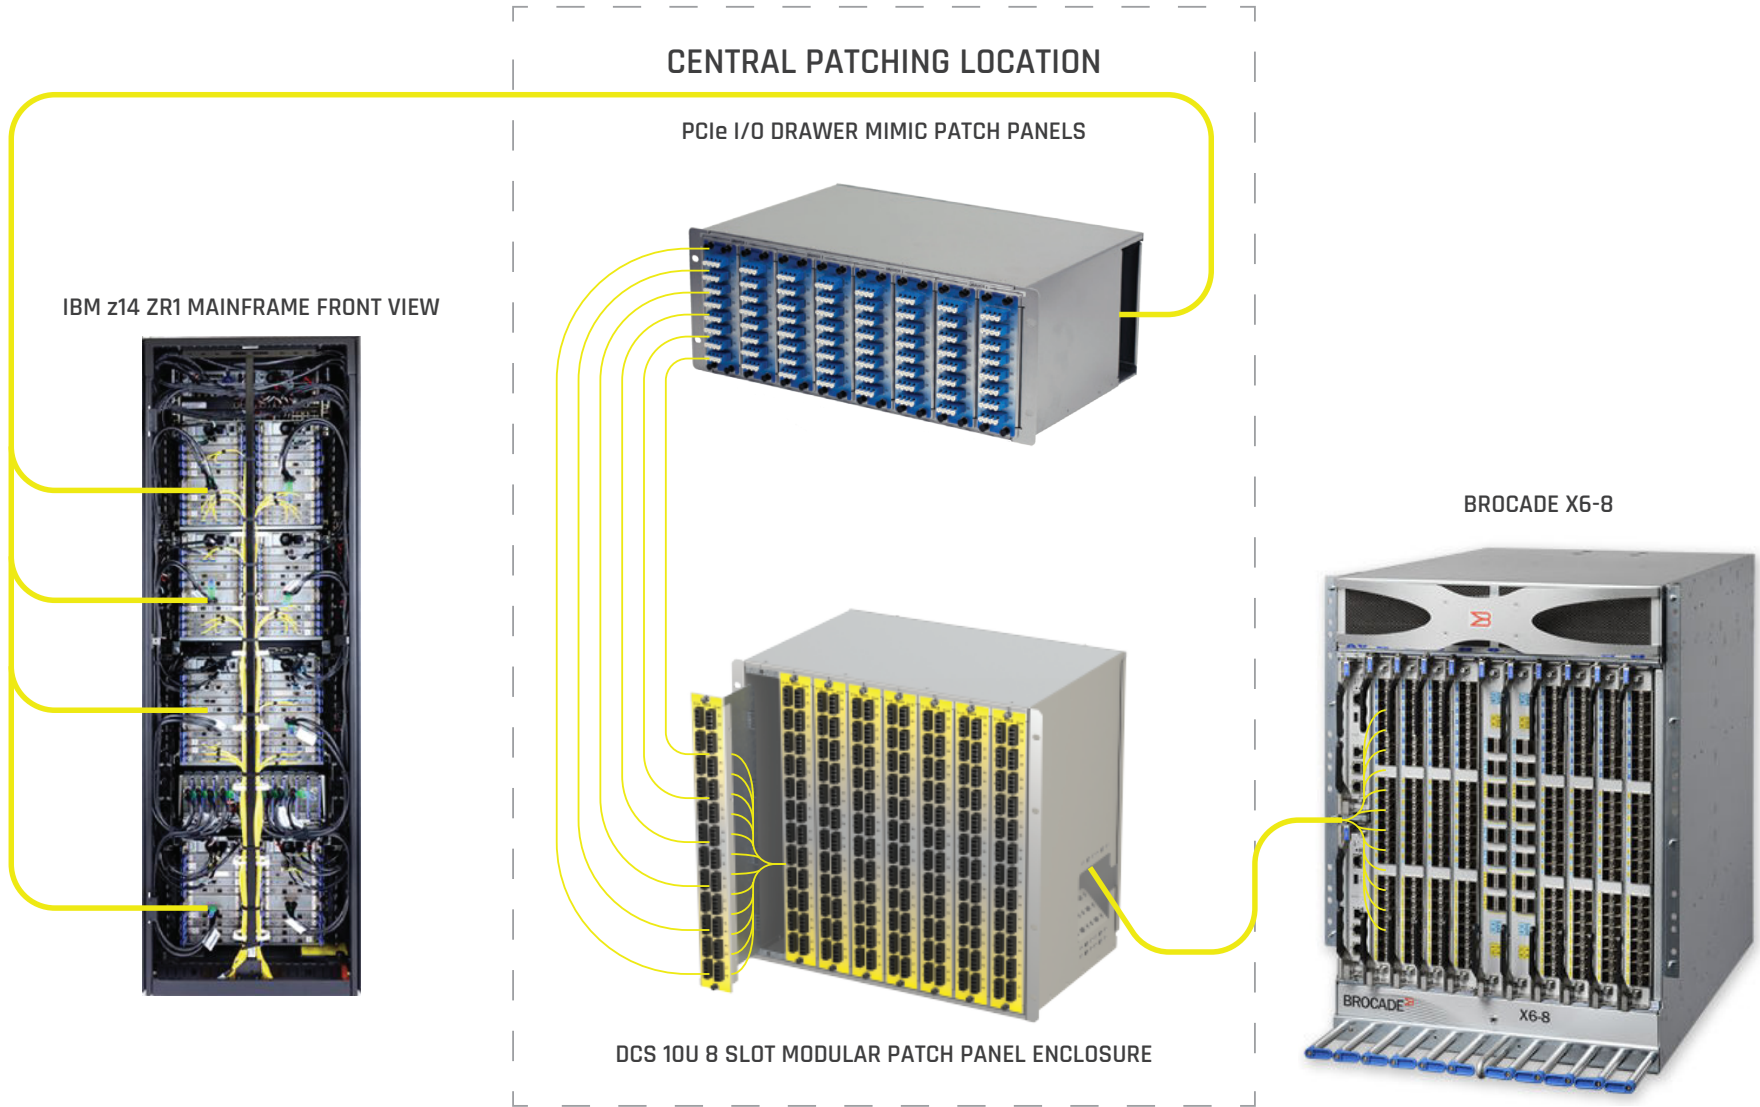 CENTRAL PATCHING LOCATION
PCIe I/O DRAWER MIMIC PATCH PANELS
IBM z14 ZR1 MAINFRAME FRONT VIEW
BROCADE X6-8
BROCADE
X6-8
DCS 10U 8 SLOT MODULAR PATCH PANEL ENCLOSURE